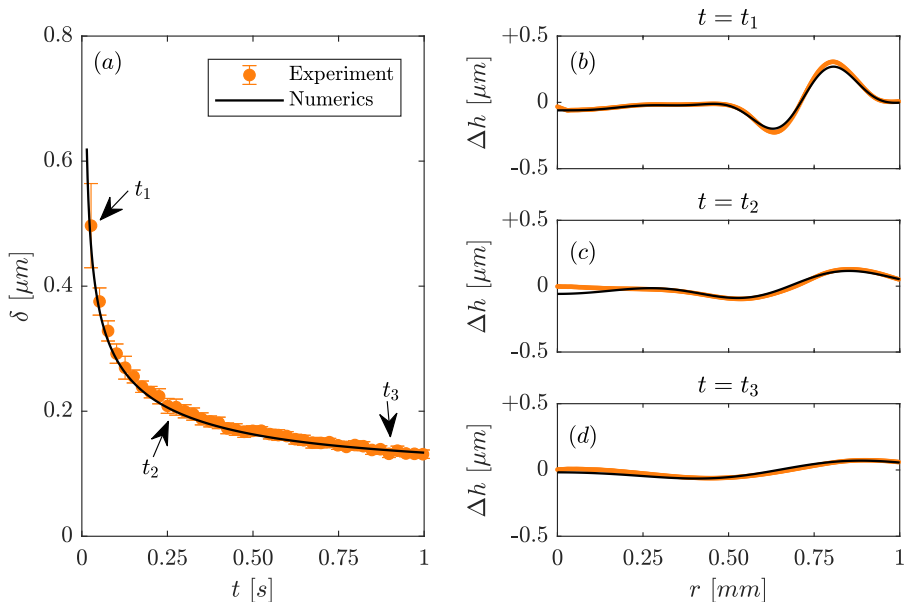 (a)
Experiment
Numerics
t₁
t₂
t₃
0.8
0.6
0.4
0.2
0
δ [μm]
0 0.25 0.50 0.75 1
t [s]
t = t₁
(b)
+0.5
0
-0.5
Δh [μm]
t = t₂
(c)
+0.5
0
-0.5
Δh [μm]
t = t₃
(d)
+0.5
0
-0.5
Δh [μm]
0 0.25 0.50 0.75 1
r [mm]